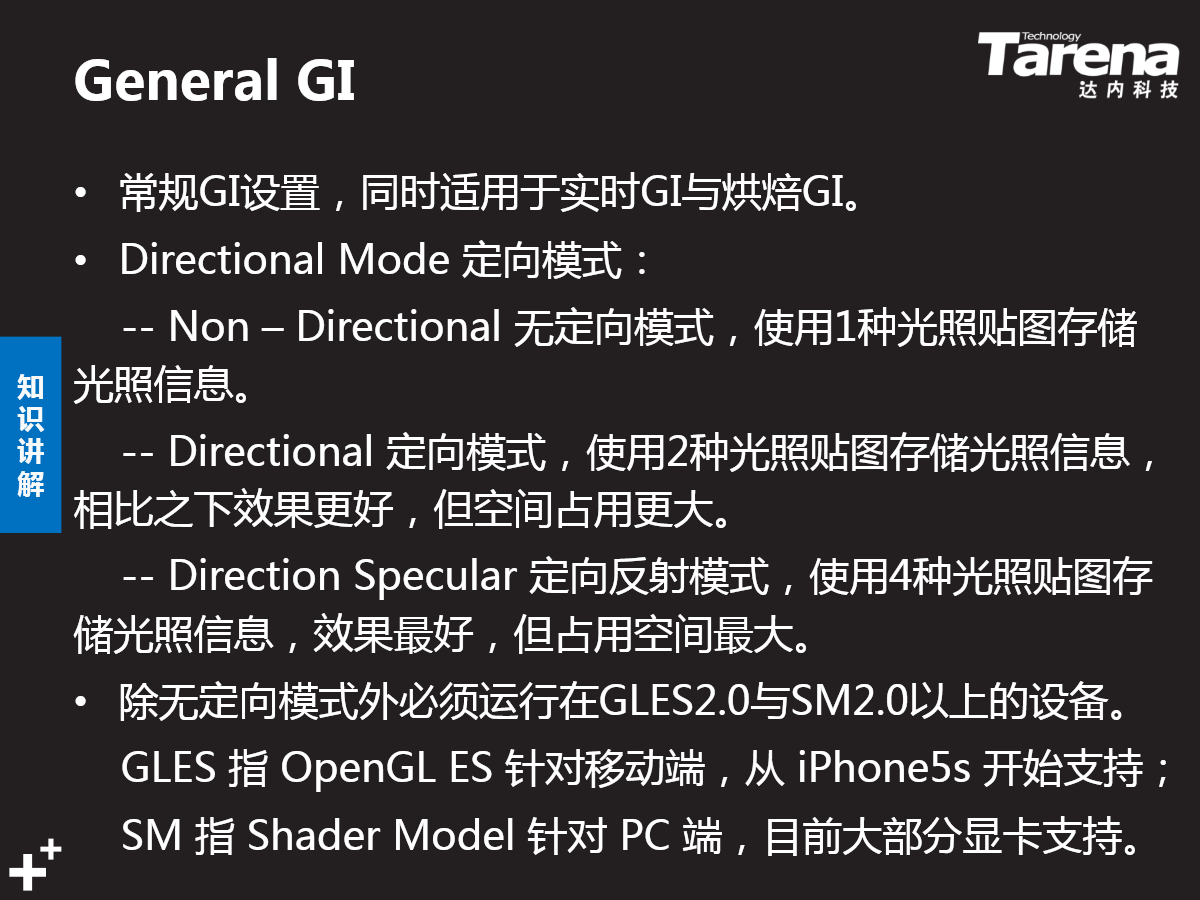 General GI
Technology
Tarena
达内科技
• 常规GI设置，同时适用于实时GI与烘焙GI。
• Directional Mode 定向模式：
-- Non – Directional 无定向模式，使用1种光照贴图存储
光照信息。
-- Directional 定向模式，使用2种光照贴图存储光照信息，
相比之下效果更好，但空间占用更大。
-- Direction Specular 定向反射模式，使用4种光照贴图存
储光照信息，效果最好，但占用空间最大。
• 除无定向模式外必须运行在GLES2.0与SM2.0以上的设备。
GLES 指 OpenGL ES 针对移动端，从 iPhone5s 开始支持；
SM 指 Shader Model 针对 PC 端，目前大部分显卡支持。
知
识
讲
解